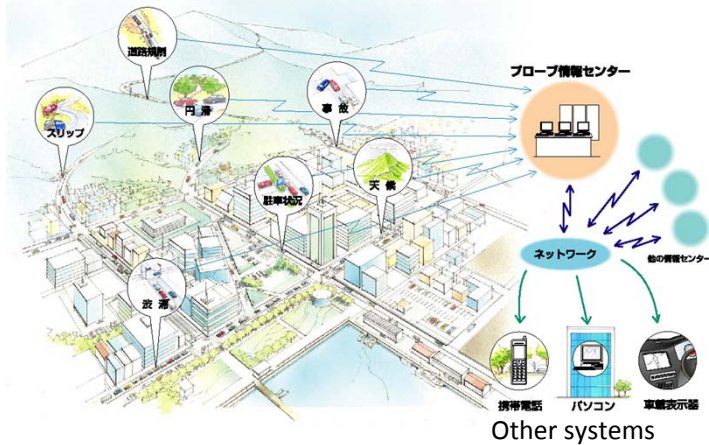 道路規制
プローブ情報センター
円滑
事故
スリップ
天候
駐車状況
ネットワーク
他の情報センター
渋滞
携帯電話
パソコン
車載表示器
Other systems